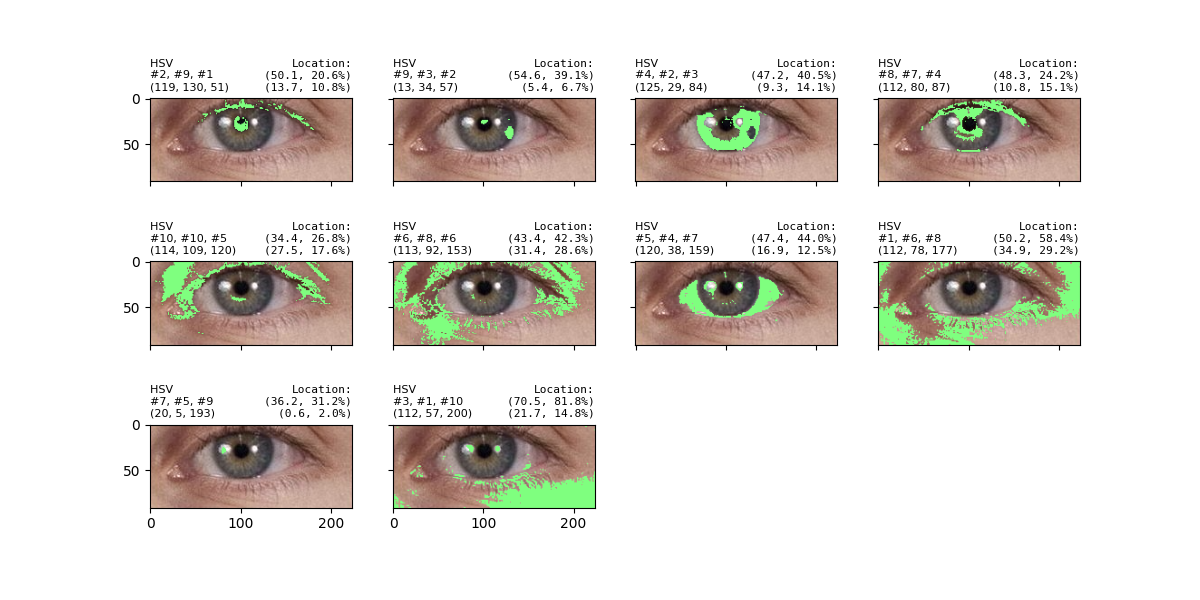 HSV Location:
#2, #9, #1 (50.1, 20.6%)
(119, 130, 51) (13.7, 10.8%)
HSV Location:
#9, #3, #2 (54.6, 39.1%)
(13, 34, 57) (5.4, 6.7%)
HSV Location:
#4, #2, #3 (47.2, 40.5%)
(125, 29, 84) (9.3, 14.1%)
HSV Location:
#8, #7, #4 (48.3, 24.2%)
(112, 80, 87) (10.8, 15.1%)
0
50
HSV Location:
#10, #10, #5 (34.4, 26.8%)
(114, 109, 120) (27.5, 17.6%)
HSV Location:
#6, #8, #6 (43.4, 42.3%)
(113, 92, 153) (31.4, 28.6%)
HSV Location:
#5, #4, #7 (47.4, 44.0%)
(120, 38, 159) (16.9, 12.5%)
HSV Location:
#1, #6, #8 (50.2, 58.4%)
(112, 78, 177) (34.9, 29.2%)
0
50
HSV Location:
#7, #5, #9 (36.2, 31.2%)
(20, 5, 193) (0.6, 2.0%)
HSV Location:
#3, #1, #10 (70.5, 81.8%)
(112, 57, 200) (21.7, 14.8%)
0
50
0 100 200
0 100 200